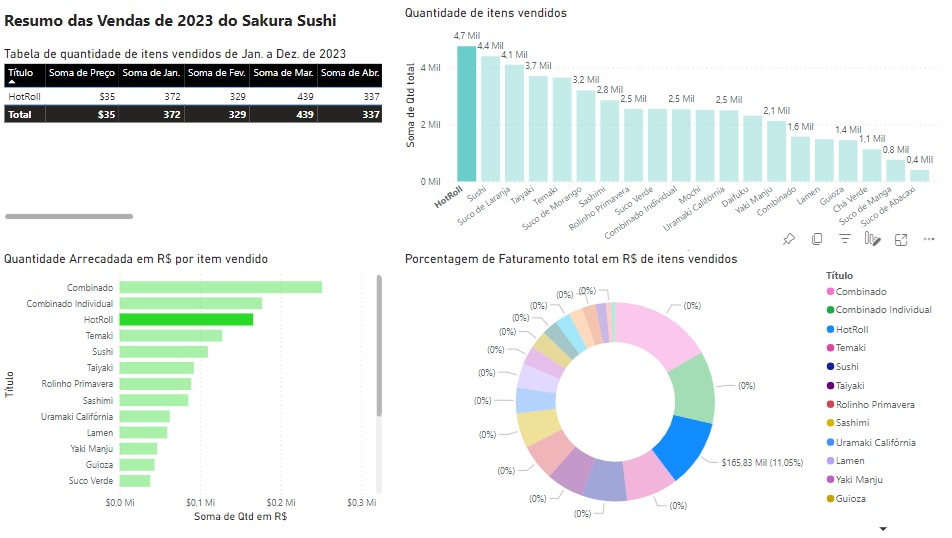 Resumo das Vendas de 2023 do Sakura Sushi
Tabela de quantidade de itens vendidos de Jan. a Dez. de 2023
Título Soma de Preço Soma de Jan. Soma de Fev. Soma de Mar. Soma de Abr.
HotRoll $35 372 329 439 337
Total $35 372 329 439 337
Quantidade de itens vendidos
Soma de Qtd total
4 Mil
2 Mil
0 Mil
4,7 Mil
4,4 Mil
4,1 Mil
3,7 Mil
3,2 Mil
2,8 Mil
2,5 Mil
2,5 Mil
2,5 Mil
2,1 Mil
1,6 Mil
1,4 Mil
1,1 Mil
0,8 Mil
0,4 Mil
HotRoll
Sushi
Suco de Laranja
Taiyaki
Temaki
Suco de Morango
Sashimi
Rolinho Primavera
Suco Verde
Combinado Individual
Mochi
Uramaki Califórnia
Daifuku
Yaki Manju
Combinado
Lamen
Guioza
Chá Verde
Suco de Manga
Suco de Abacaxi
Quantidade Arrecadada em R$ por item vendido
Título
Combinado
Combinado Individual
HotRoll
Temaki
Sushi
Taiyaki
Rolinho Primavera
Sashimi
Uramaki Califórnia
Lamen
Yaki Manju
Guioza
Suco Verde
$0,0 Mi
$0,1 Mi
$0,2 Mi
$0,3 Mi
Soma de Qtd em R$
Porcentagem de Faturamento total em R$ de itens vendidos
(0%)
(0%)
$165,83 Mil (11,05%)
(0%)
(0%)
(0%)
(0%)
(0%)
(0%)
(0%)
(0%)
(0%)
(0%)
(0%)
(0%)
(0%)
Título
Combinado
Combinado Individual
HotRoll
Temaki
Sushi
Taiyaki
Rolinho Primavera
Sashimi
Uramaki Califórnia
Lamen
Yaki Manju
Guioza